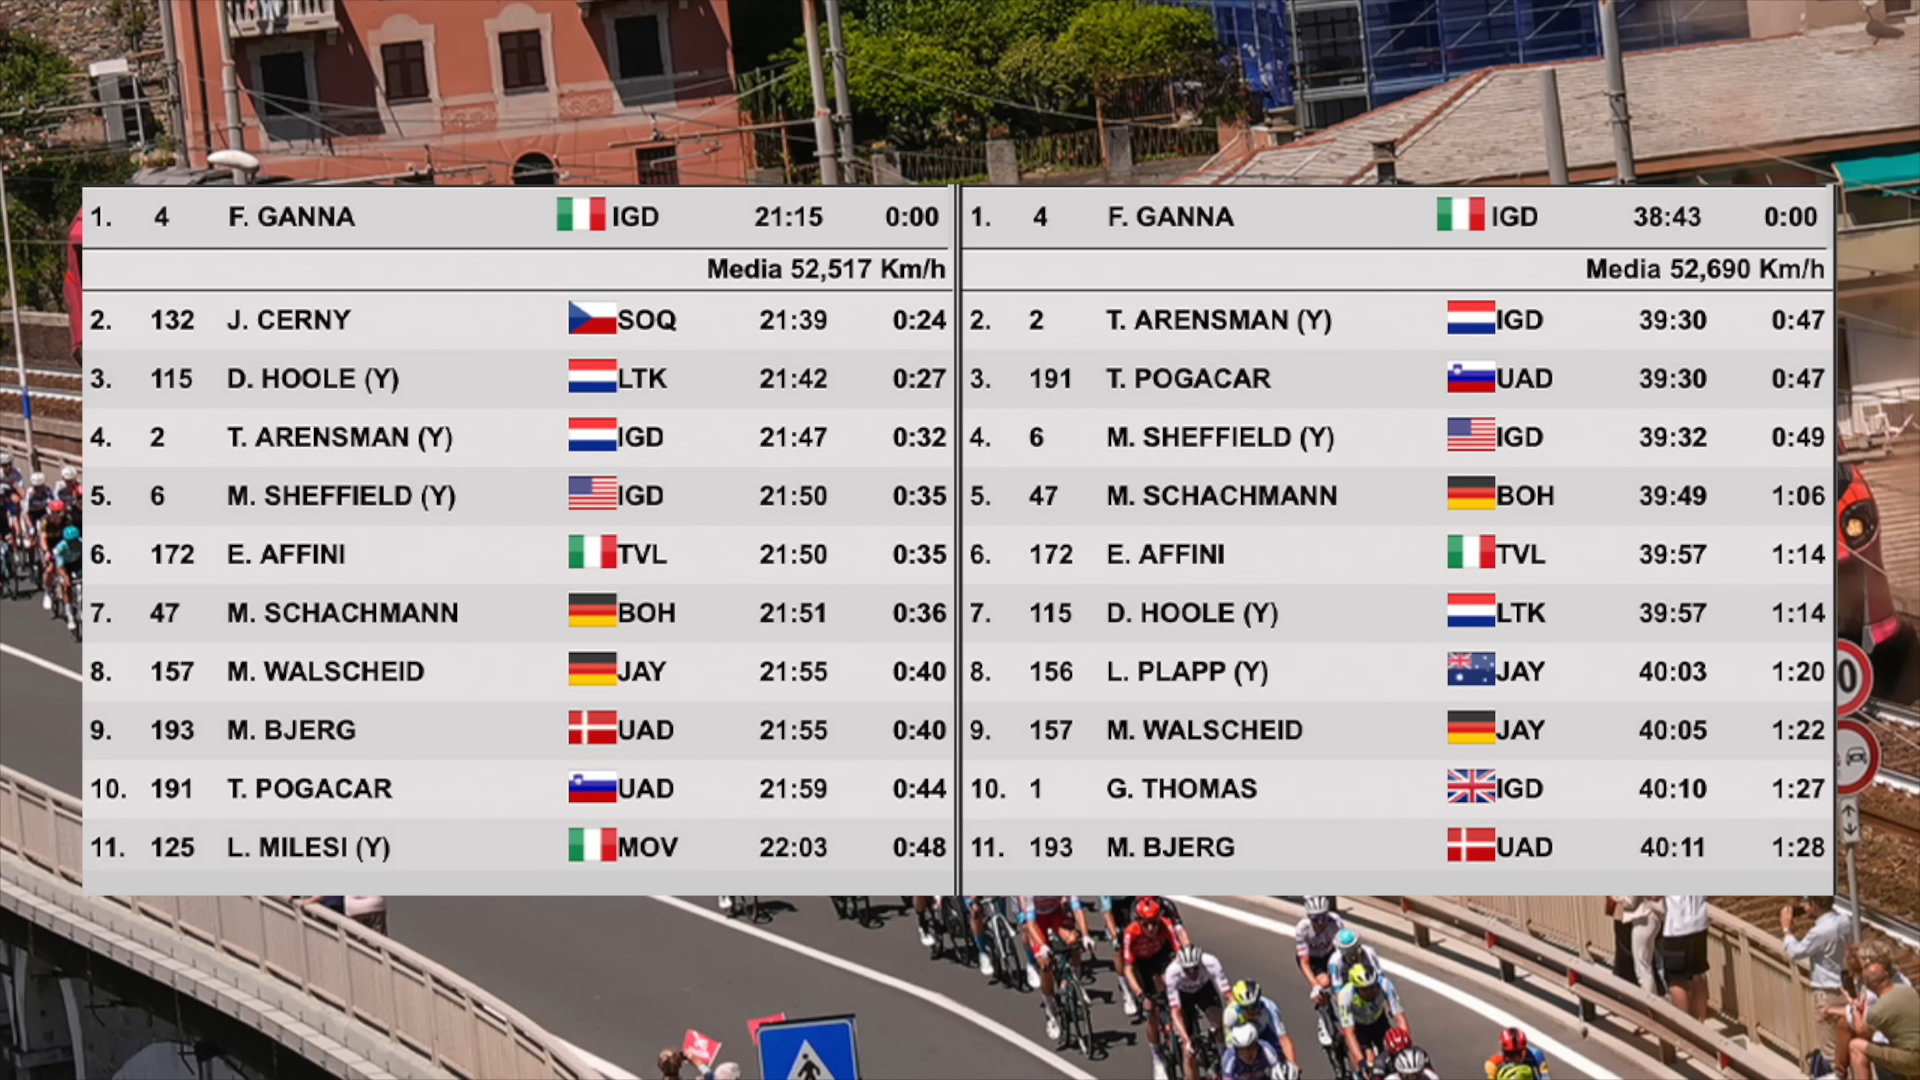 1. 4 F. GANNA IGD 21:15 0:00
Media 52,517 Km/h
2. 132 J. CERNY SOQ 21:39 0:24
3. 115 D. HOOLE (Y) LTK 21:42 0:27
4. 2 T. ARENSMAN (Y) IGD 21:47 0:32
5. 6 M. SHEFFIELD (Y) IGD 21:50 0:35
6. 172 E. AFFINI TVL 21:50 0:35
7. 47 M. SCHACHMANN BOH 21:51 0:36
8. 157 M. WALSCHEID JAY 21:55 0:40
9. 193 M. BJERG UAD 21:55 0:40
10. 191 T. POGACAR UAD 21:59 0:44
11. 125 L. MILESI (Y) MOV 22:03 0:48
1. 4 F. GANNA IGD 38:43 0:00
Media 52,690 Km/h
2. 2 T. ARENSMAN (Y) IGD 39:30 0:47
3. 191 T. POGACAR UAD 39:30 0:47
4. 6 M. SHEFFIELD (Y) IGD 39:32 0:49
5. 47 M. SCHACHMANN BOH 39:49 1:06
6. 172 E. AFFINI TVL 39:57 1:14
7. 115 D. HOOLE (Y) LTK 39:57 1:14
8. 156 L. PLAPP (Y) JAY 40:03 1:20
9. 157 M. WALSCHEID JAY 40:05 1:22
10. 1 G. THOMAS IGD 40:10 1:27
11. 193 M. BJERG UAD 40:11 1:28